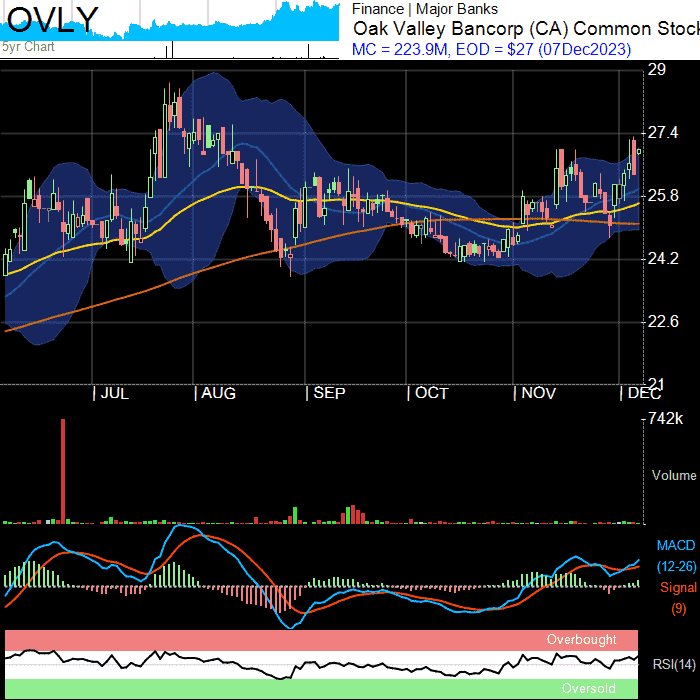 OVLY
5yr Chart
Finance | Major Banks
Oak Valley Bancorp (CA) Common Stoc
MC = 223.9M, EOD = $27 (07Dec2023)
29
27.4
25.8
24.2
22.6
21
JUL
AUG
SEP
OCT
NOV
DEC
742k
Volume
MACD
(12-26)
Signal
(9)
Overbought
RSI(14)
Oversold